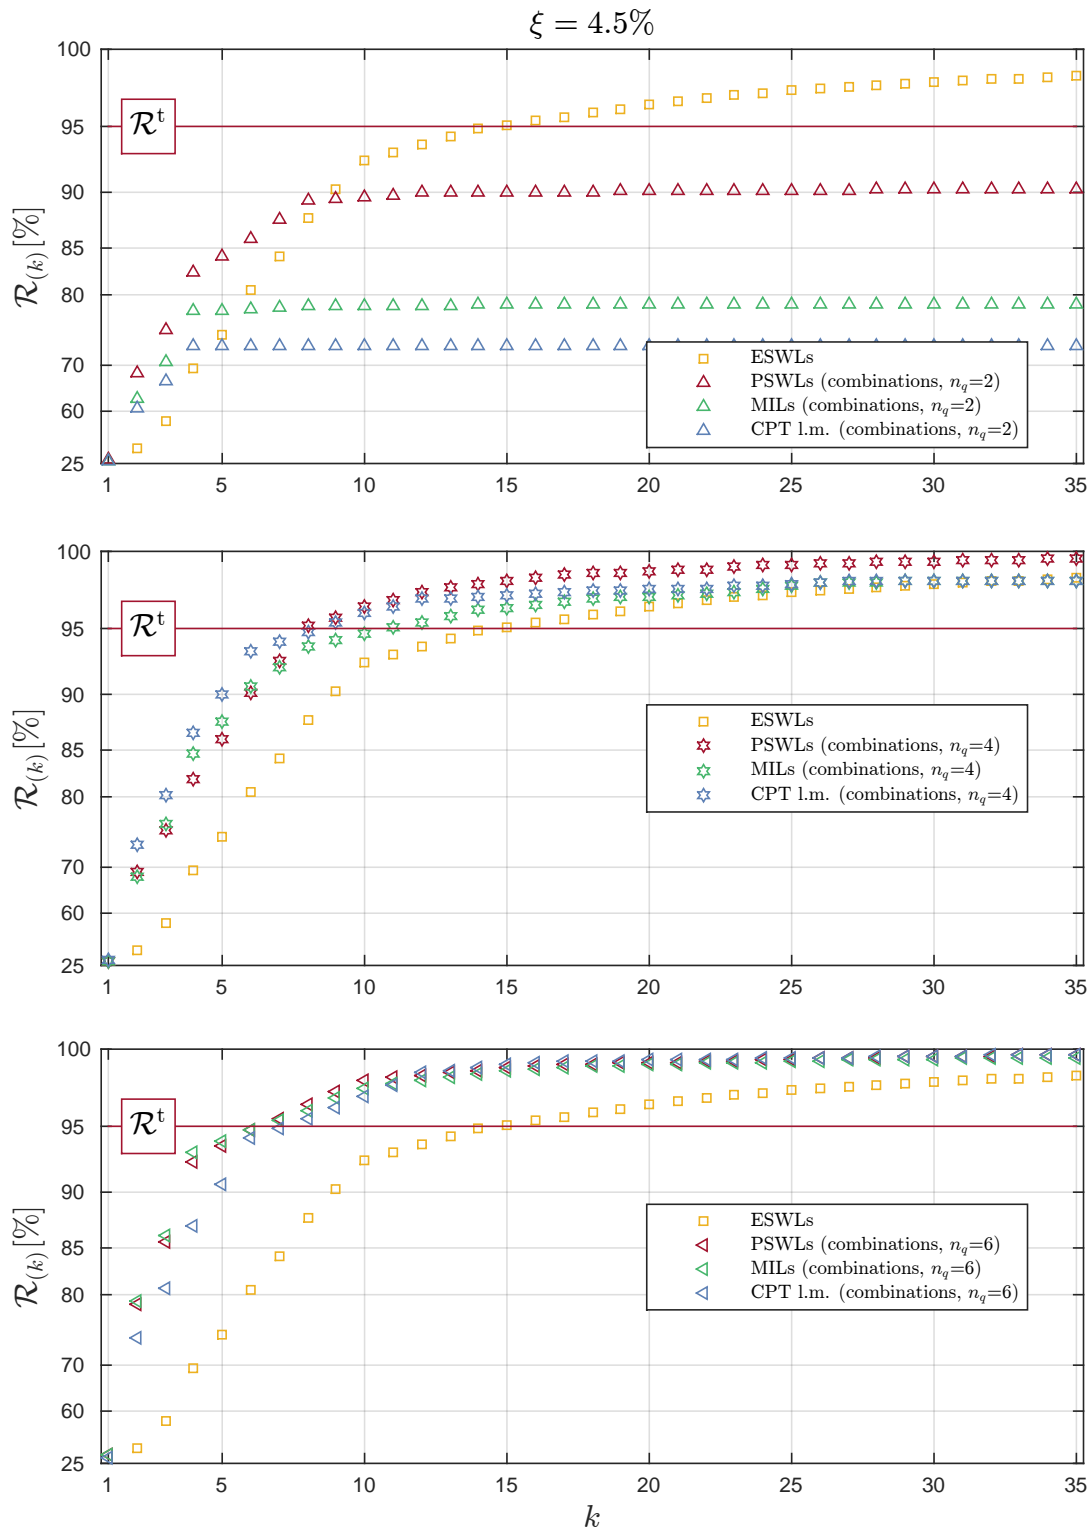 ξ = 4.5%
100
95
90
85
80
70
60
25
ℛᵗ
ℛ₍ₖ₎[%]
ESWLs
PSWLs (combinations, n_q=2)
MILs (combinations, n_q=2)
CPT l.m. (combinations, n_q=2)
1 5 10 15 20 25 30 35
100
95
90
85
80
70
60
25
ℛᵗ
ℛ₍ₖ₎[%]
ESWLs
PSWLs (combinations, n_q=4)
MILs (combinations, n_q=4)
CPT l.m. (combinations, n_q=4)
1 5 10 15 20 25 30 35
100
95
90
85
80
70
60
25
ℛᵗ
ℛ₍ₖ₎[%]
ESWLs
PSWLs (combinations, n_q=6)
MILs (combinations, n_q=6)
CPT l.m. (combinations, n_q=6)
1 5 10 15 20 25 30 35
k